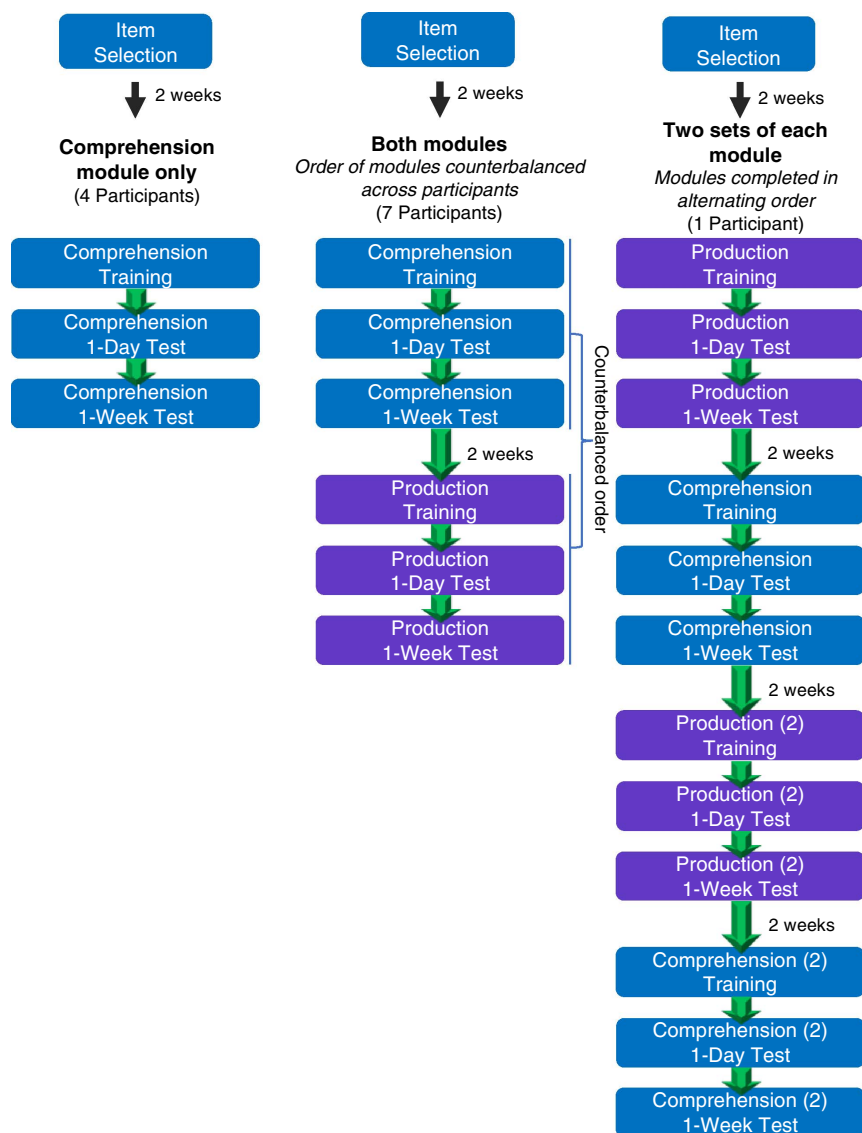 Item
Selection
2 weeks
Comprehension
module only
(4 Participants)
Comprehension
Training
Comprehension
1-Day Test
Comprehension
1-Week Test
Item
Selection
2 weeks
Both modules
Order of modules counterbalanced
across participants
(7 Participants)
Comprehension
Training
Comprehension
1-Day Test
Comprehension
1-Week Test
2 weeks
Production
Training
Production
1-Day Test
Production
1-Week Test
Counterbalanced order
Item
Selection
2 weeks
Two sets of each
module
Modules completed in
alternating order
(1 Participant)
Production
Training
Production
1-Day Test
Production
1-Week Test
2 weeks
Comprehension
Training
Comprehension
1-Day Test
Comprehension
1-Week Test
2 weeks
Production (2)
Training
Production (2)
1-Day Test
Production (2)
1-Week Test
2 weeks
Comprehension (2)
Training
Comprehension (2)
1-Day Test
Comprehension (2)
1-Week Test